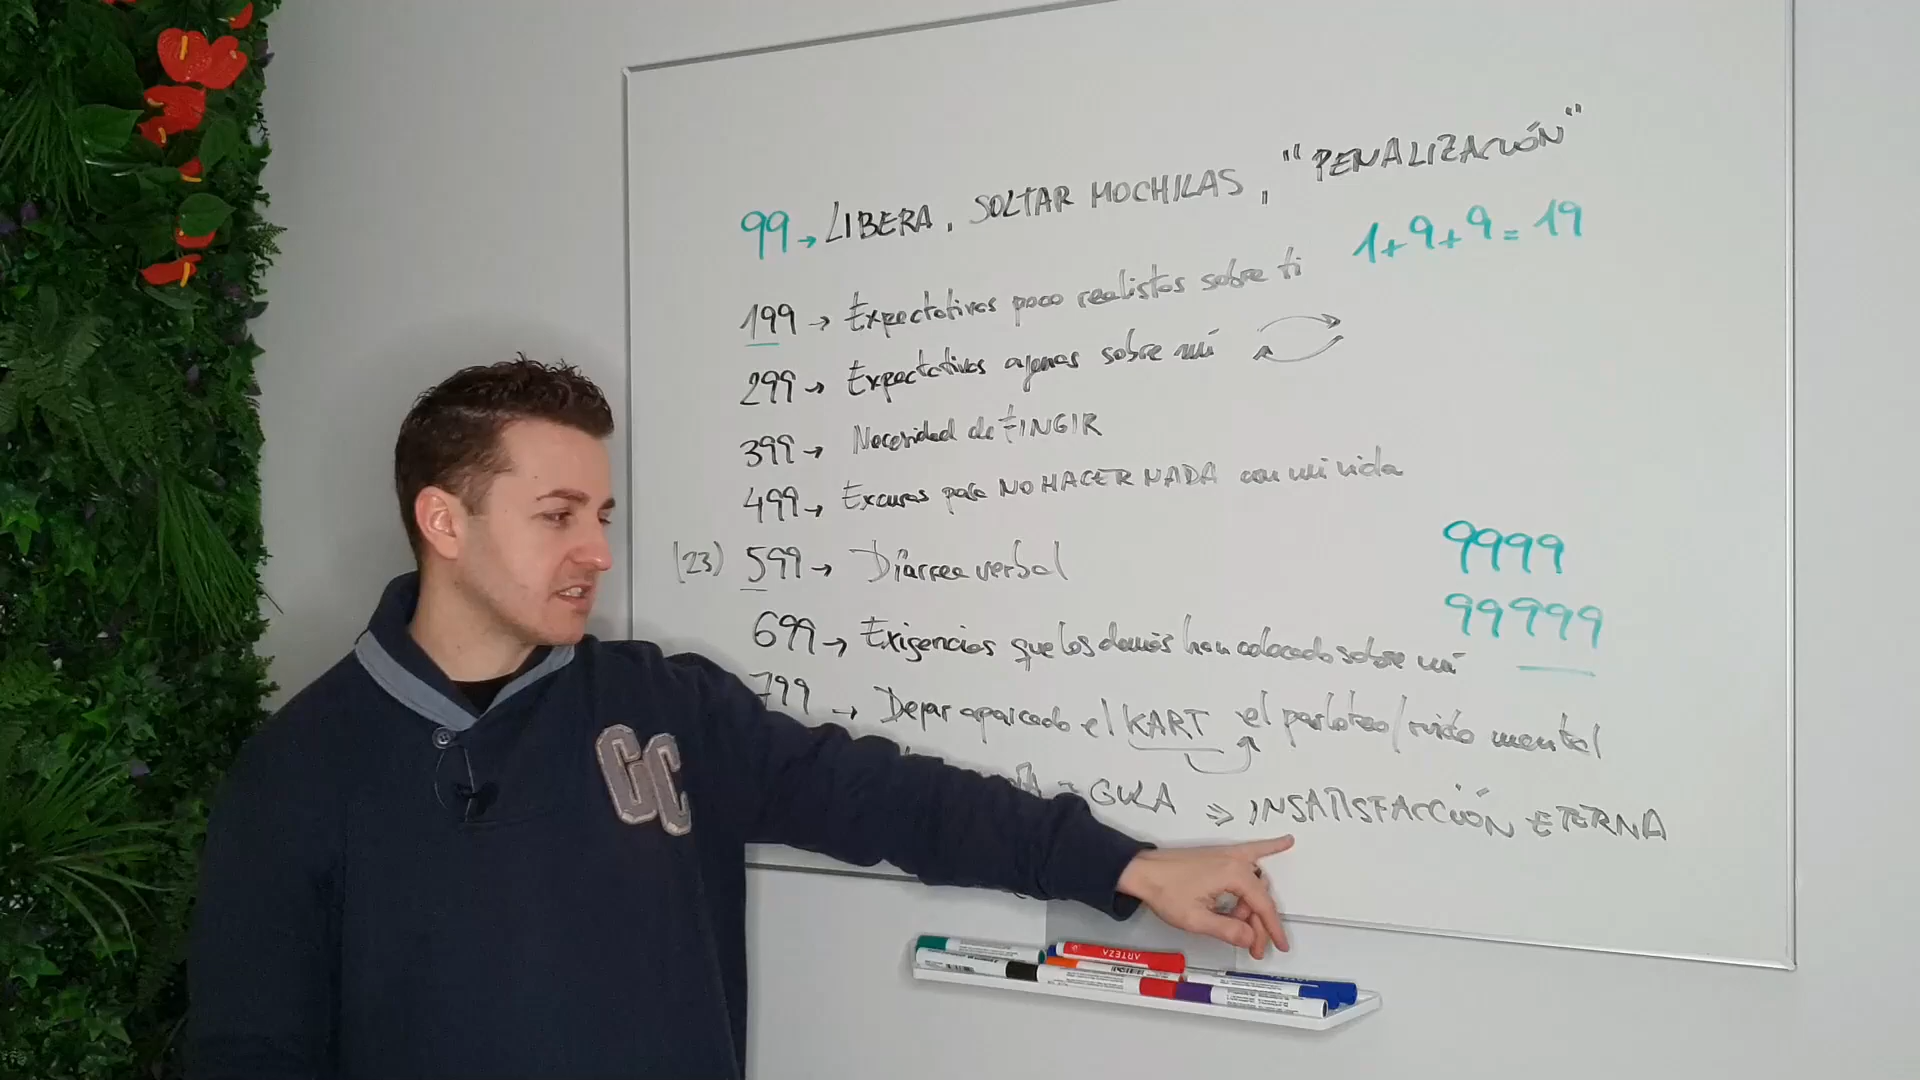 99 → LIBERA, SOLTAR MOCHILAS, "PENALIZACIÓN"
1+9+9=19
199 → Expectativas poco realistas sobre ti
299 → Expectativas ajenas sobre mí
399 → Necesidad de FINGIR
499 → Excusas para NO HACER NADA con mi vida
9999
(23) 599 → Diarrea verbal
99999
699 → Exigencias que los demás han colocado sobre mí
799 → Dejar aparcado el KART el parloteo/ruido mental
= GULA ⇒ INSATISFACCIÓN ETERNA
GC
ARTEZA